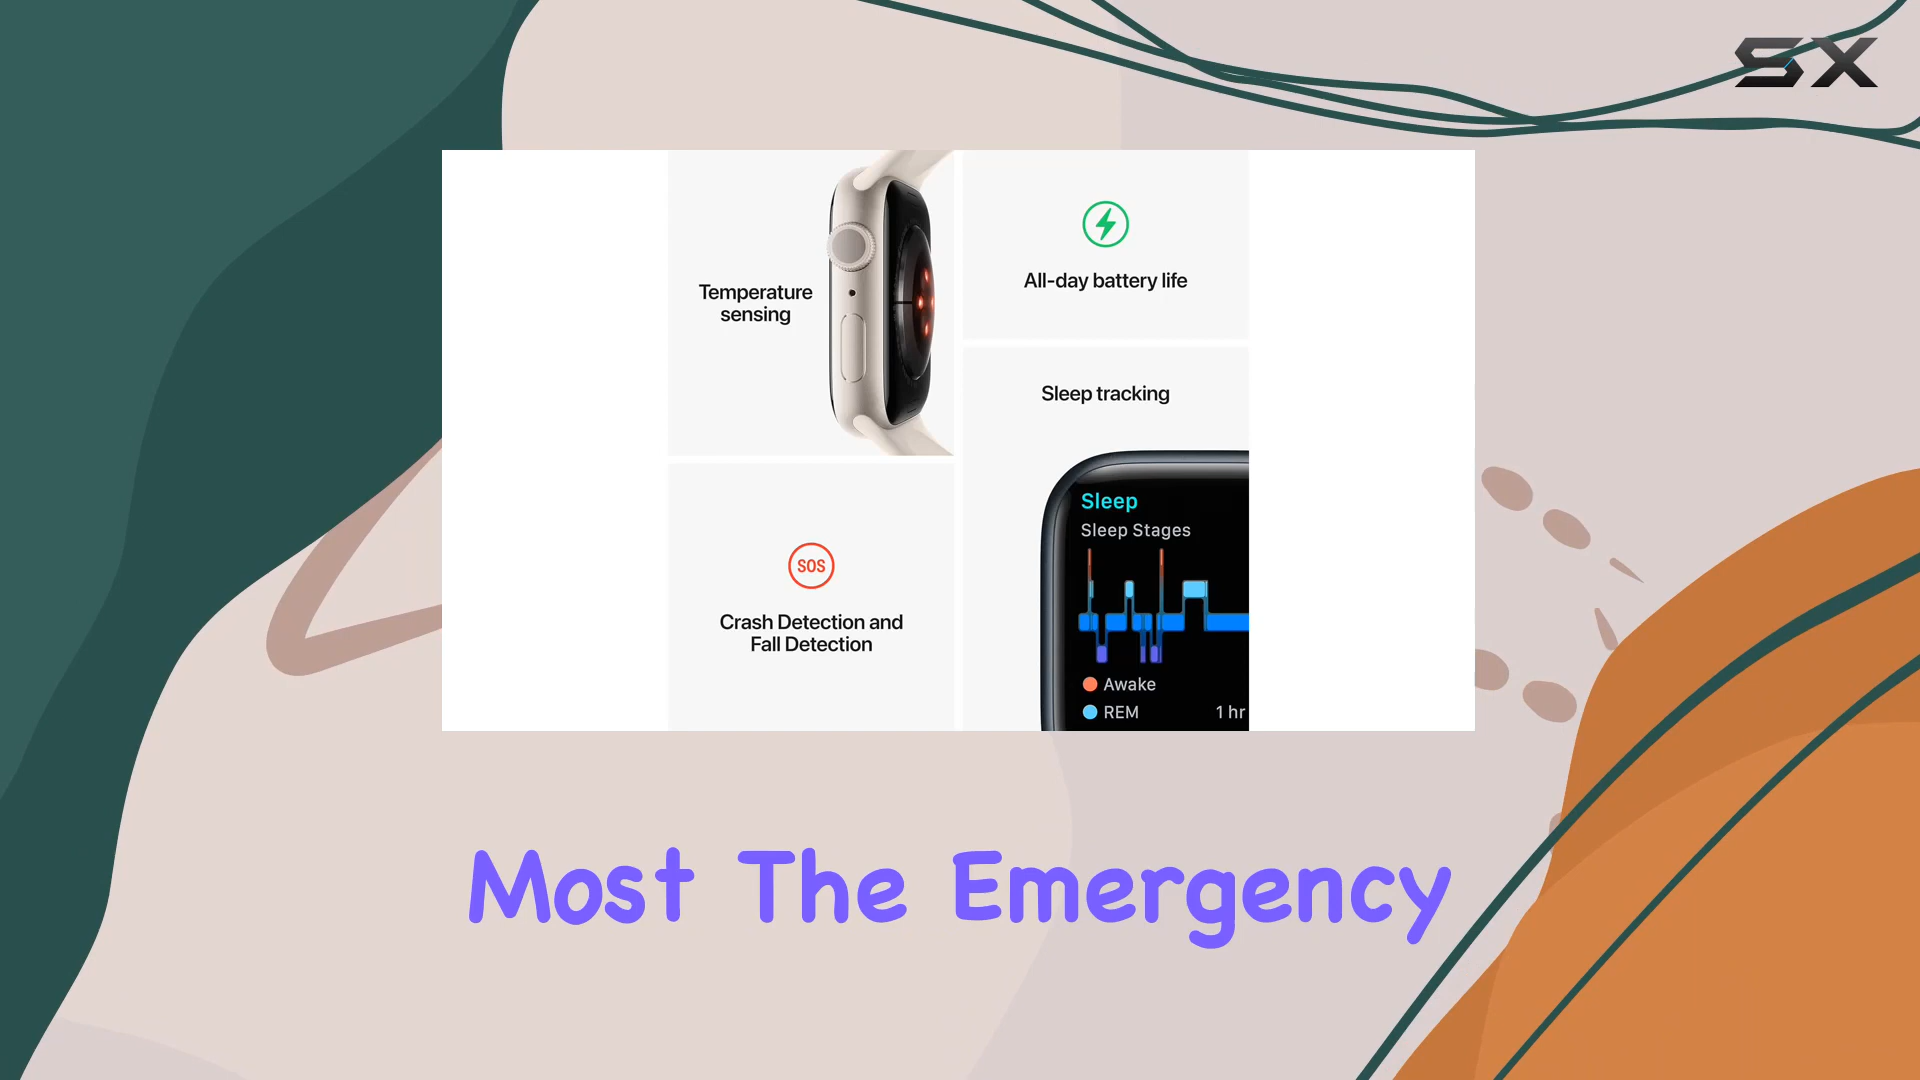 SX
Temperature
sensing
All-day battery life
Sleep tracking
Sleep
Sleep Stages
Awake
REM
1 hr
SOS
Crash Detection and
Fall Detection
Most The Emergency